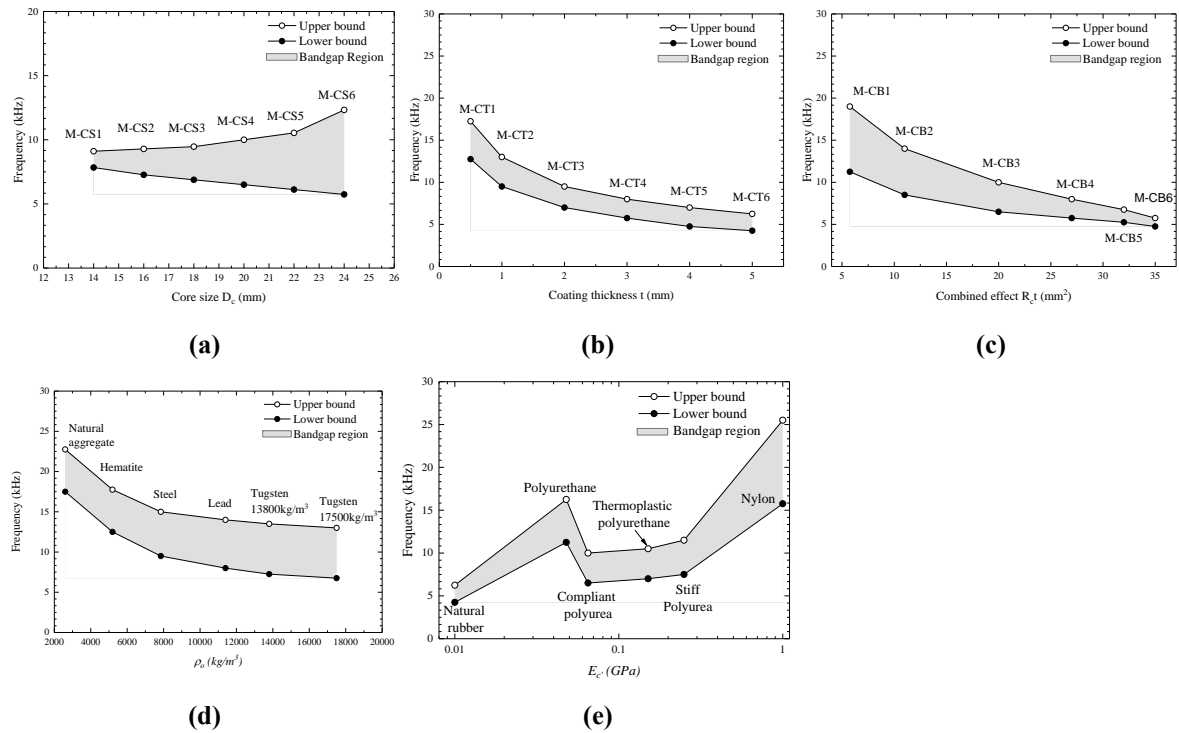 Upper bound
Lower bound
Bandgap Region
M-CS1
M-CS2
M-CS3
M-CS4
M-CS5
M-CS6
Frequency (kHz)
0
5
10
15
20
12 13 14 15 16 17 18 19 20 21 22 23 24 25 26
Core size D_c (mm)
(a)
Upper bound
Lower bound
Bandgap region
M-CT1
M-CT2
M-CT3
M-CT4
M-CT5
M-CT6
Frequency (kHz)
0
5
10
15
20
25
30
1 2 3 4 5
Coating thickness t (mm)
(b)
Upper bound
Lower bound
Bandgap region
M-CB1
M-CB2
M-CB3
M-CB4
M-CB6
M-CB5
Frequency (kHz)
0
5
10
15
20
25
30
5 10 15 20 25 30 35
Combined effect R_ct (mm²)
(c)
Upper bound
Lower bound
Bandgap region
Natural
aggregate
Hematite
Steel
Lead
Tugsten
13800kg/m³
Tugsten
17500kg/m³
Frequency (kHz)
0
5
10
15
20
25
30
2000 4000 6000 8000 10000 12000 14000 16000 18000 20000
ρ_o (kg/m³)
(d)
Upper bound
Lower bound
Bandgap region
Polyurethane
Thermoplastic
polyurethane
Nylon
Natural
rubber
Compliant
polyurea
Stiff
Polyurea
Frequency (kHz)
0
5
10
15
20
25
30
0.01 0.1 1
E_c' (GPa)
(e)